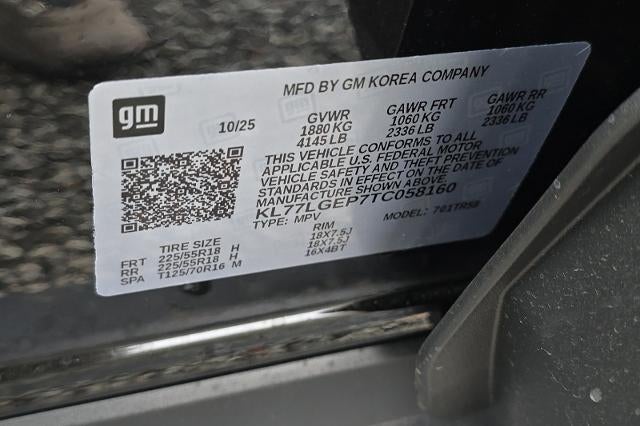 MFD BY GM KOREA COMPANY
gm
10/25
GVWR
1880 KG
4145 LB
GAWR FRT
1060 KG
2336 LB
GAWR RR
1060 KG
2336 LB
THIS VEHICLE CONFORMS TO ALL
APPLICABLE U.S. FEDERAL MOTOR
VEHICLE SAFETY AND THEFT PREVENTION
STANDARDS IN EFFECT ON THE DATE OF
MANUFACTURE SHOWN ABOVE
KL77LGEP7TC058160
TYPE: MPV
MODEL: 701TR58
TIRE SIZE
RIM
FRT 225/55R18 H 18X7.5J
RR 225/55R18 H 18X7.5J
SPA T125/70R16 M 16X4BT